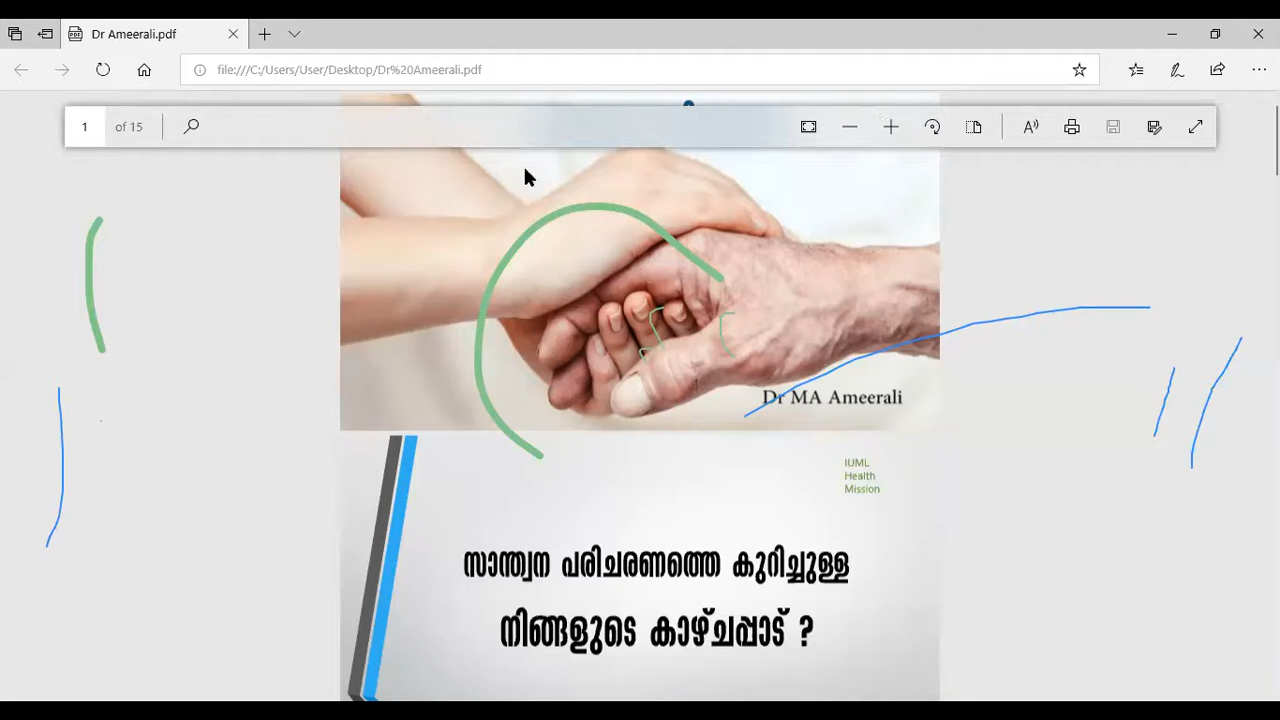 Dr Ameerali.pdf
file:///C:/Users/User/Desktop/Dr%20Ameerali.pdf
1 of 15
Dr MA Ameerali
IUML
Health
Mission
സാന്ത്വന പരിചരണത്തെ കുറിച്ചുള്ള
നിങ്ങളുടെ കാഴ്ചപ്പാട് ?